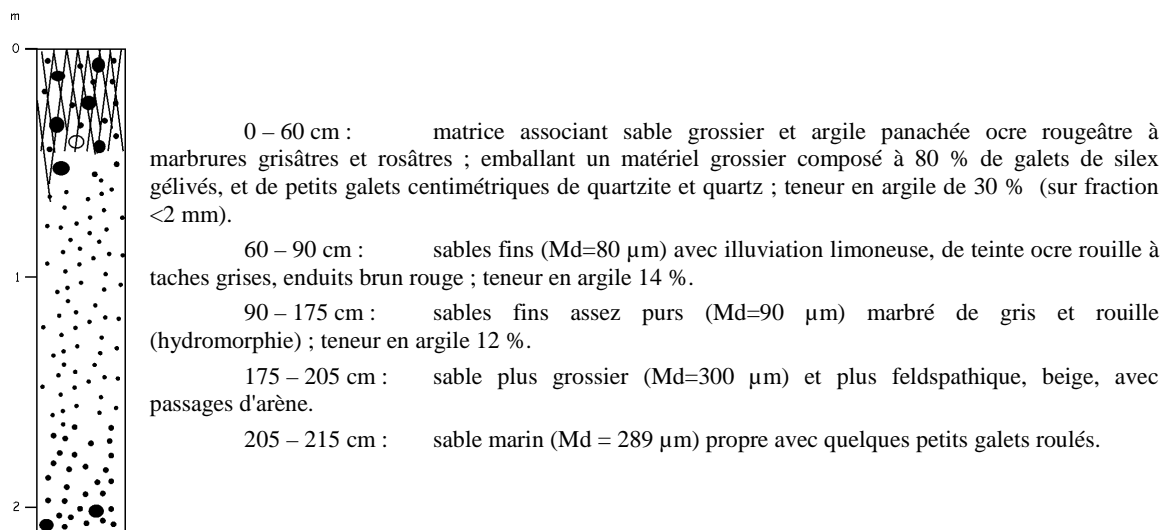 m
0
1
2
0 – 60 cm : matrice associant sable grossier et argile panachée ocre rougeâtre à
marbrures grisâtres et rosâtres ; emballant un matériel grossier composé à 80 % de galets de silex
gélivés, et de petits galets centimétriques de quartzite et quartz ; teneur en argile de 30 % (sur fraction
<2 mm).
60 – 90 cm : sables fins (Md=80 µm) avec illuviation limoneuse, de teinte ocre rouille à
taches grises, enduits brun rouge ; teneur en argile 14 %.
90 – 175 cm : sables fins assez purs (Md=90 µm) marbré de gris et rouille
(hydromorphie) ; teneur en argile 12 %.
175 – 205 cm : sable plus grossier (Md=300 µm) et plus feldspathique, beige, avec
passages d'arène.
205 – 215 cm : sable marin (Md = 289 µm) propre avec quelques petits galets roulés.